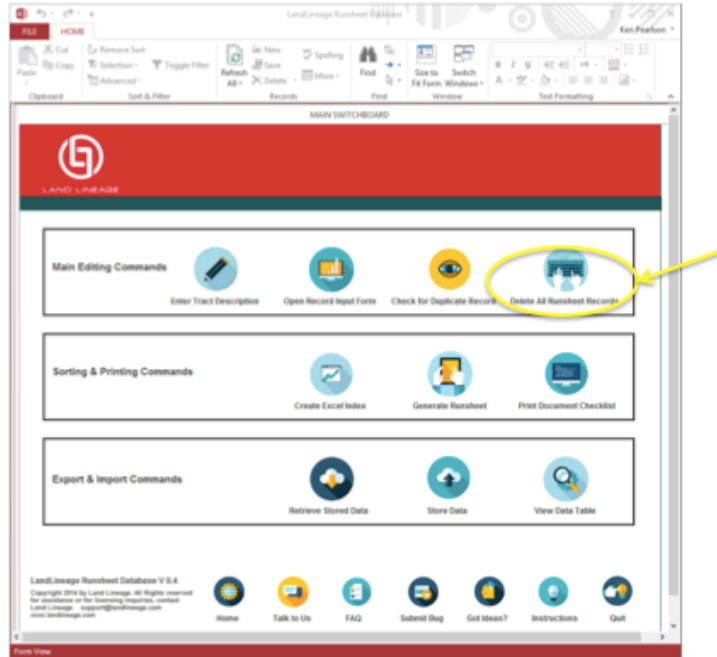 LandLineage Runsheet Database
FILE HOME
Ken Pearson
Cut
Copy
Paste
Clipboard
Remove Sort
Selection
Advanced
Toggle Filter
Sort & Filter
Refresh All
New
Save
Delete
Spelling
More
Records
Find
Find
Size to Fit Form
Switch Windows
Window
B I U
Text Formatting
MAIN SWITCHBOARD
LAND LINEAGE
Main Editing Commands
Enter Tract Description Open Record Input Form Check for Duplicate Record Delete All Runsheet Records
Sorting & Printing Commands
Create Excel Index Generate Runsheet Print Document Checklist
Export & Import Commands
Retrieve Stored Data Store Data View Data Table
LandLineage Runsheet Database V 0.4
Copyright 2014 by Land Lineage. All Rights reserved
for assistance or for licensing inquiries, contact
Land Lineage. support@landlineage.com
www.landlineage.com
Home Talk to Us FAQ Submit Bug Got Ideas? Instructions Quit
Form View